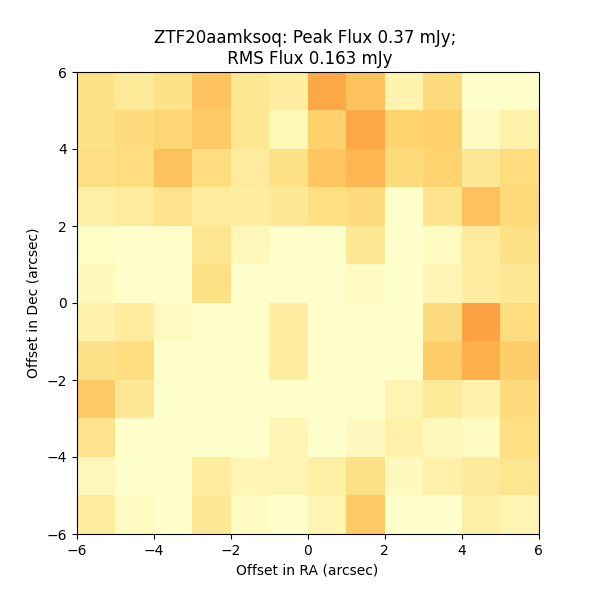 ZTF20aamksoq: Peak Flux 0.37 mJy;
RMS Flux 0.163 mJy
6
4
2
0
−2
−4
−6
Offset in Dec (arcsec)
−6 −4 −2 0 2 4 6
Offset in RA (arcsec)